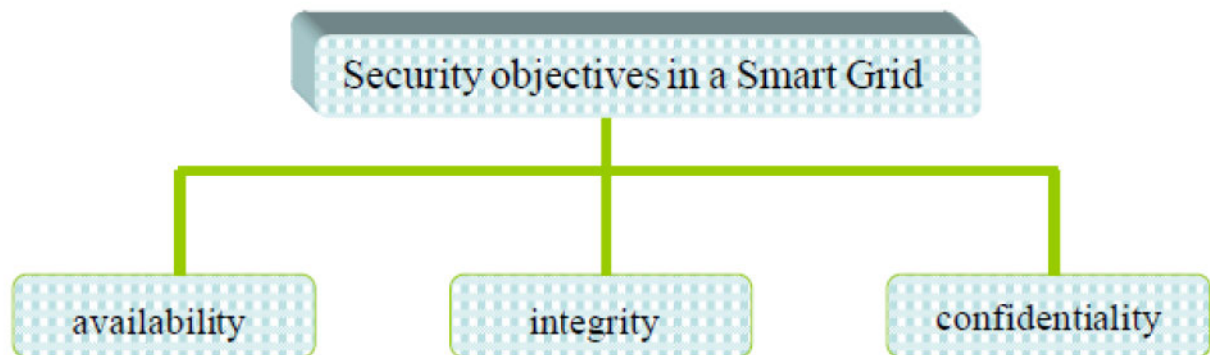 Security objectives in a Smart Grid
availability
integrity
confidentiality